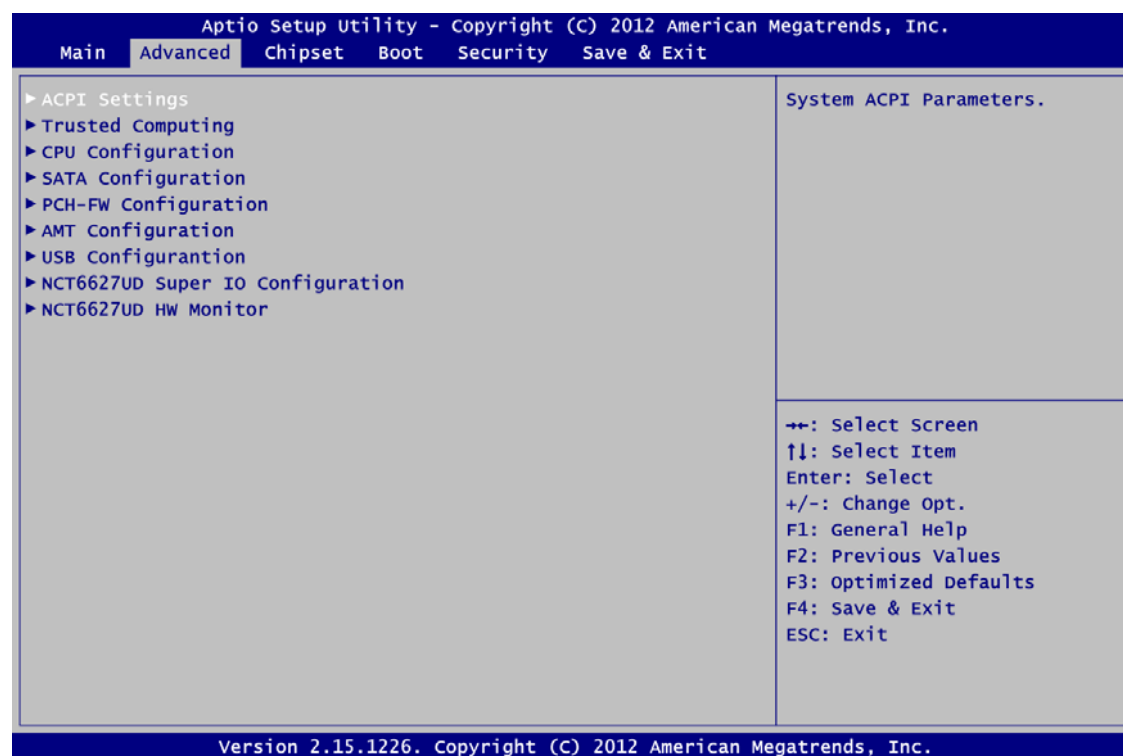 Aptio Setup Utility – Copyright (C) 2012 American Megatrends, Inc.
Main Advanced Chipset Boot Security Save & Exit
►ACPI Settings
►Trusted Computing
►CPU Configuration
►SATA Configuration
►PCH-FW Configuration
►AMT Configuration
►USB Configurantion
►NCT6627UD Super IO Configuration
►NCT6627UD HW Monitor
System ACPI Parameters.
→←: Select Screen
↑↓: Select Item
Enter: Select
+/-: Change Opt.
F1: General Help
F2: Previous Values
F3: Optimized Defaults
F4: Save & Exit
ESC: Exit
Version 2.15.1226. Copyright (C) 2012 American Megatrends, Inc.